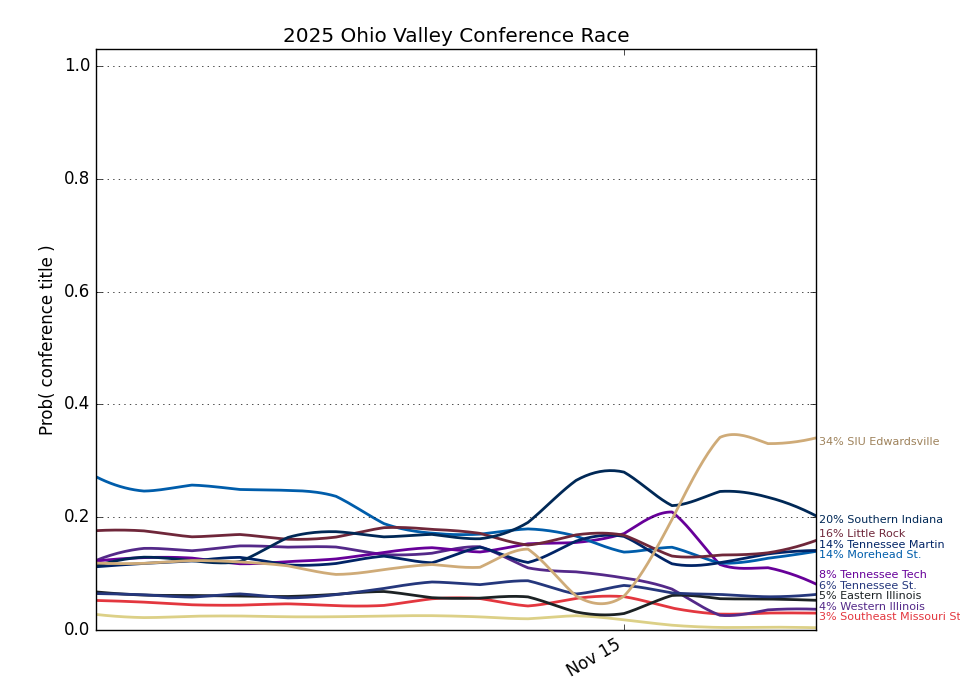 2025 Ohio Valley Conference Race
Prob( conference title )
1.0
0.8
0.6
0.4
0.2
0.0
Nov 15
34% SIU Edwardsville
20% Southern Indiana
16% Little Rock
14% Tennessee Martin
14% Morehead St.
8% Tennessee Tech
6% Tennessee St.
5% Eastern Illinois
4% Western Illinois
3% Southeast Missouri St